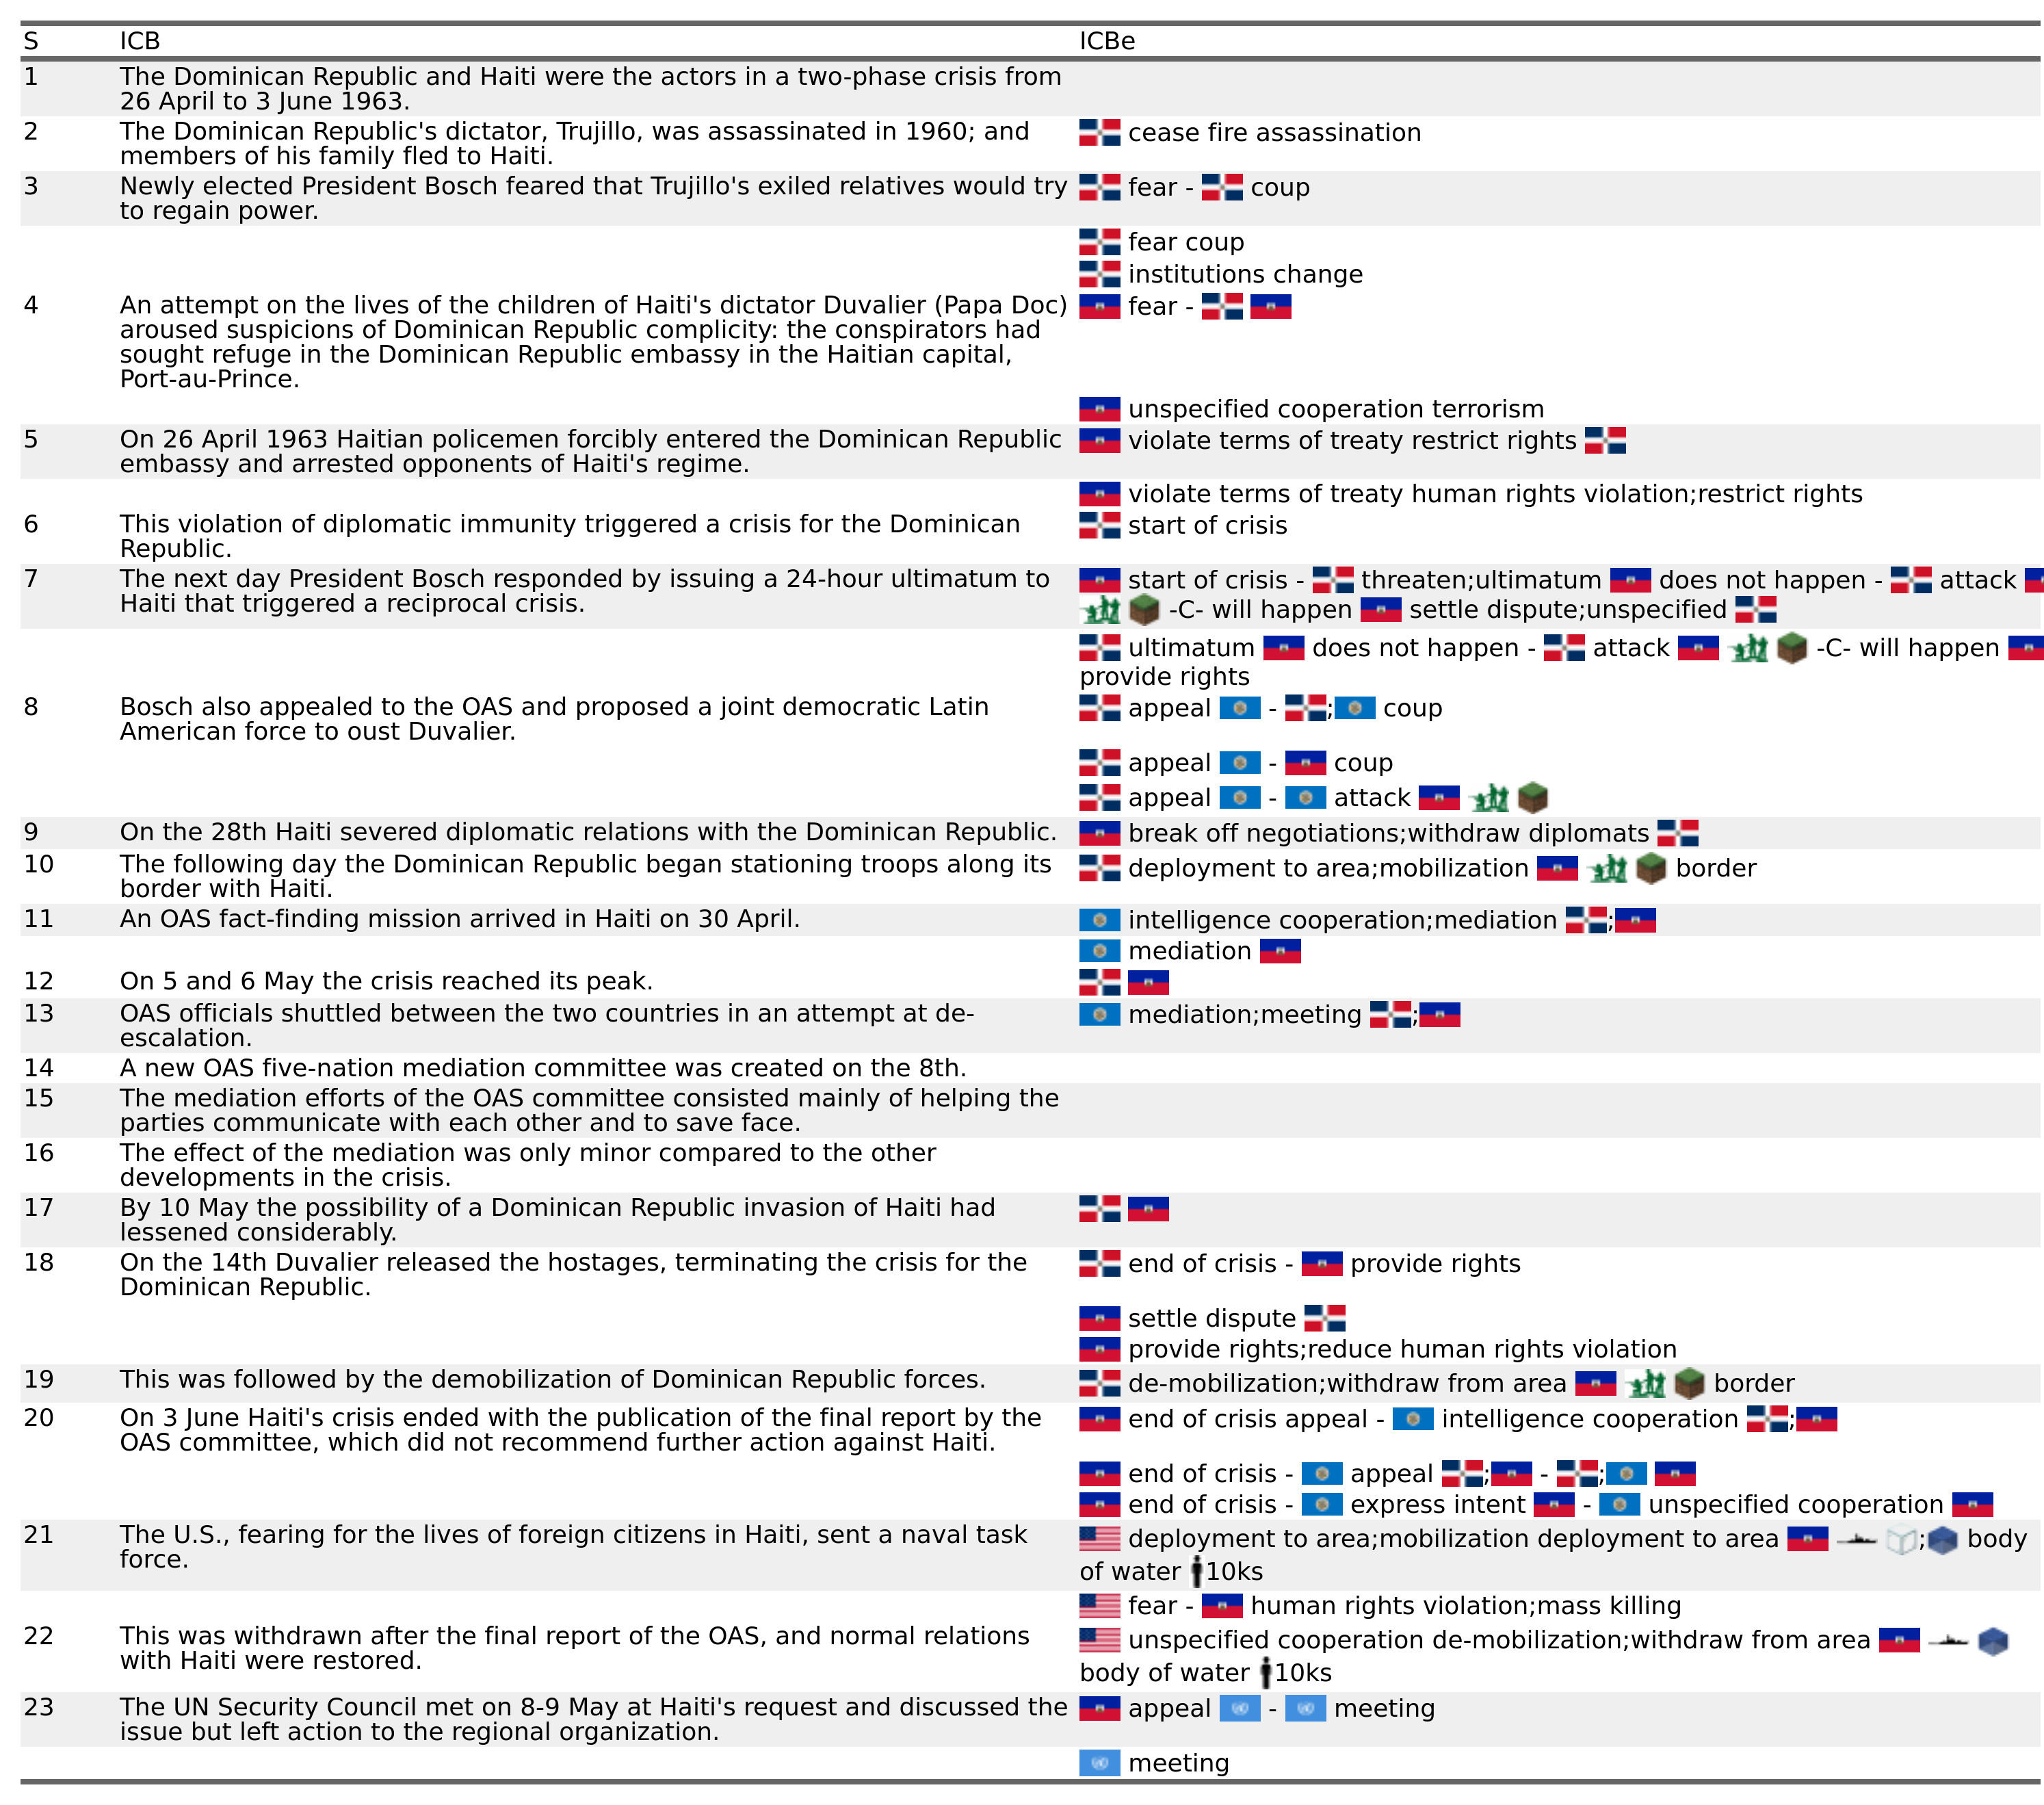 S ICB ICBe
1 The Dominican Republic and Haiti were the actors in a two-phase crisis from
26 April to 3 June 1963.
2 The Dominican Republic's dictator, Trujillo, was assassinated in 1960; and cease fire assassination
members of his family fled to Haiti.
3 Newly elected President Bosch feared that Trujillo's exiled relatives would try fear - coup
to regain power.
fear coup
institutions change
4 An attempt on the lives of the children of Haiti's dictator Duvalier (Papa Doc) fear -
aroused suspicions of Dominican Republic complicity: the conspirators had
sought refuge in the Dominican Republic embassy in the Haitian capital,
Port-au-Prince.
unspecified cooperation terrorism
5 On 26 April 1963 Haitian policemen forcibly entered the Dominican Republic violate terms of treaty restrict rights
embassy and arrested opponents of Haiti's regime.
violate terms of treaty human rights violation;restrict rights
6 This violation of diplomatic immunity triggered a crisis for the Dominican start of crisis
Republic.
7 The next day President Bosch responded by issuing a 24-hour ultimatum to start of crisis - threaten;ultimatum does not happen - attack
Haiti that triggered a reciprocal crisis. -C- will happen settle dispute;unspecified
ultimatum does not happen - attack -C- will happen
provide rights
8 Bosch also appealed to the OAS and proposed a joint democratic Latin appeal - ; coup
American force to oust Duvalier.
appeal - coup
appeal - attack
9 On the 28th Haiti severed diplomatic relations with the Dominican Republic. break off negotiations;withdraw diplomats
10 The following day the Dominican Republic began stationing troops along its deployment to area;mobilization border
border with Haiti.
11 An OAS fact-finding mission arrived in Haiti on 30 April. intelligence cooperation;mediation ;
mediation
12 On 5 and 6 May the crisis reached its peak.
13 OAS officials shuttled between the two countries in an attempt at de- mediation;meeting ;
escalation.
14 A new OAS five-nation mediation committee was created on the 8th.
15 The mediation efforts of the OAS committee consisted mainly of helping the
parties communicate with each other and to save face.
16 The effect of the mediation was only minor compared to the other
developments in the crisis.
17 By 10 May the possibility of a Dominican Republic invasion of Haiti had
lessened considerably.
18 On the 14th Duvalier released the hostages, terminating the crisis for the end of crisis - provide rights
Dominican Republic.
settle dispute
provide rights;reduce human rights violation
19 This was followed by the demobilization of Dominican Republic forces. de-mobilization;withdraw from area border
20 On 3 June Haiti's crisis ended with the publication of the final report by the end of crisis appeal - intelligence cooperation ;
OAS committee, which did not recommend further action against Haiti.
end of crisis - appeal ; - ;
end of crisis - express intent - unspecified cooperation
21 The U.S., fearing for the lives of foreign citizens in Haiti, sent a naval task deployment to area;mobilization deployment to area ; body
force. of water 10ks
fear - human rights violation;mass killing
22 This was withdrawn after the final report of the OAS, and normal relations unspecified cooperation de-mobilization;withdraw from area
with Haiti were restored. body of water 10ks
23 The UN Security Council met on 8-9 May at Haiti's request and discussed the appeal - meeting
issue but left action to the regional organization.
meeting